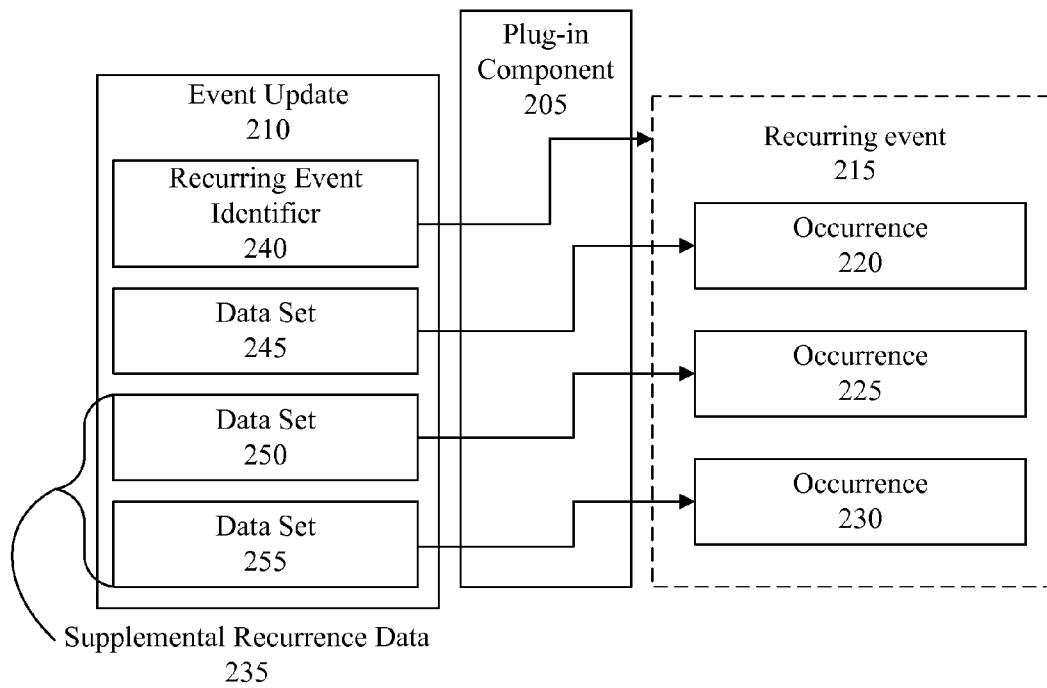 Plug-in
Component
205
Event Update
210
Recurring Event
Identifier
240
Data Set
245
Data Set
250
Data Set
255
Supplemental Recurrence Data
235
Recurring event
215
Occurrence
220
Occurrence
225
Occurrence
230